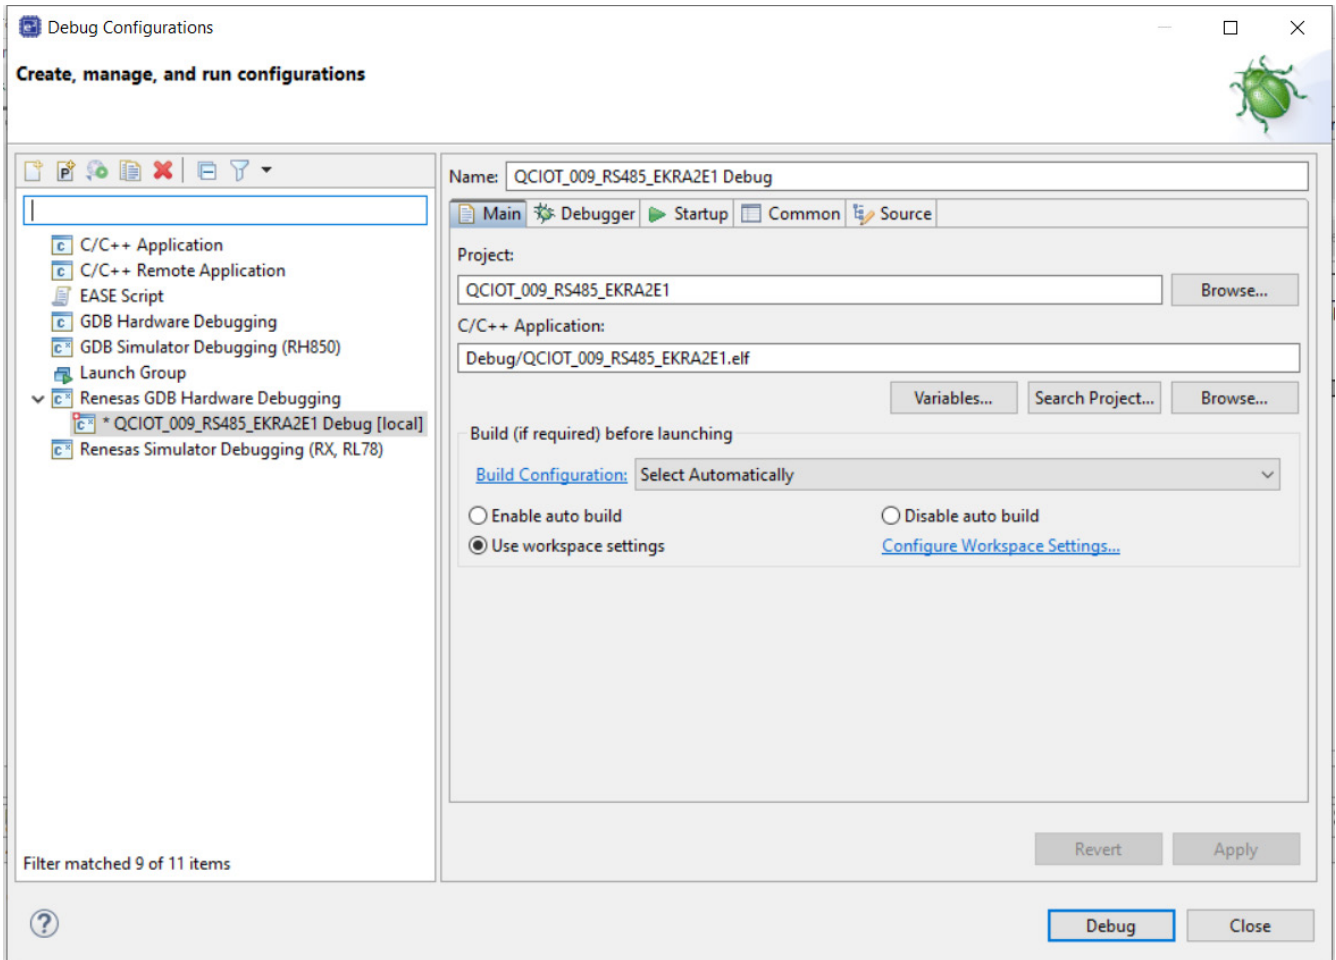 Debug Configurations
Create, manage, and run configurations
C/C++ Application
C/C++ Remote Application
EASE Script
GDB Hardware Debugging
GDB Simulator Debugging (RH850)
Launch Group
Renesas GDB Hardware Debugging
* QCIOT_009_RS485_EKRA2E1 Debug [local]
Renesas Simulator Debugging (RX, RL78)
Filter matched 9 of 11 items
Name: QCIOT_009_RS485_EKRA2E1 Debug
Main Debugger Startup Common Source
Project:
QCIOT_009_RS485_EKRA2E1 Browse...
C/C++ Application:
Debug/QCIOT_009_RS485_EKRA2E1.elf
Variables... Search Project... Browse...
Build (if required) before launching
Build Configuration: Select Automatically
Enable auto build Disable auto build
Use workspace settings Configure Workspace Settings...
Revert Apply
Debug Close